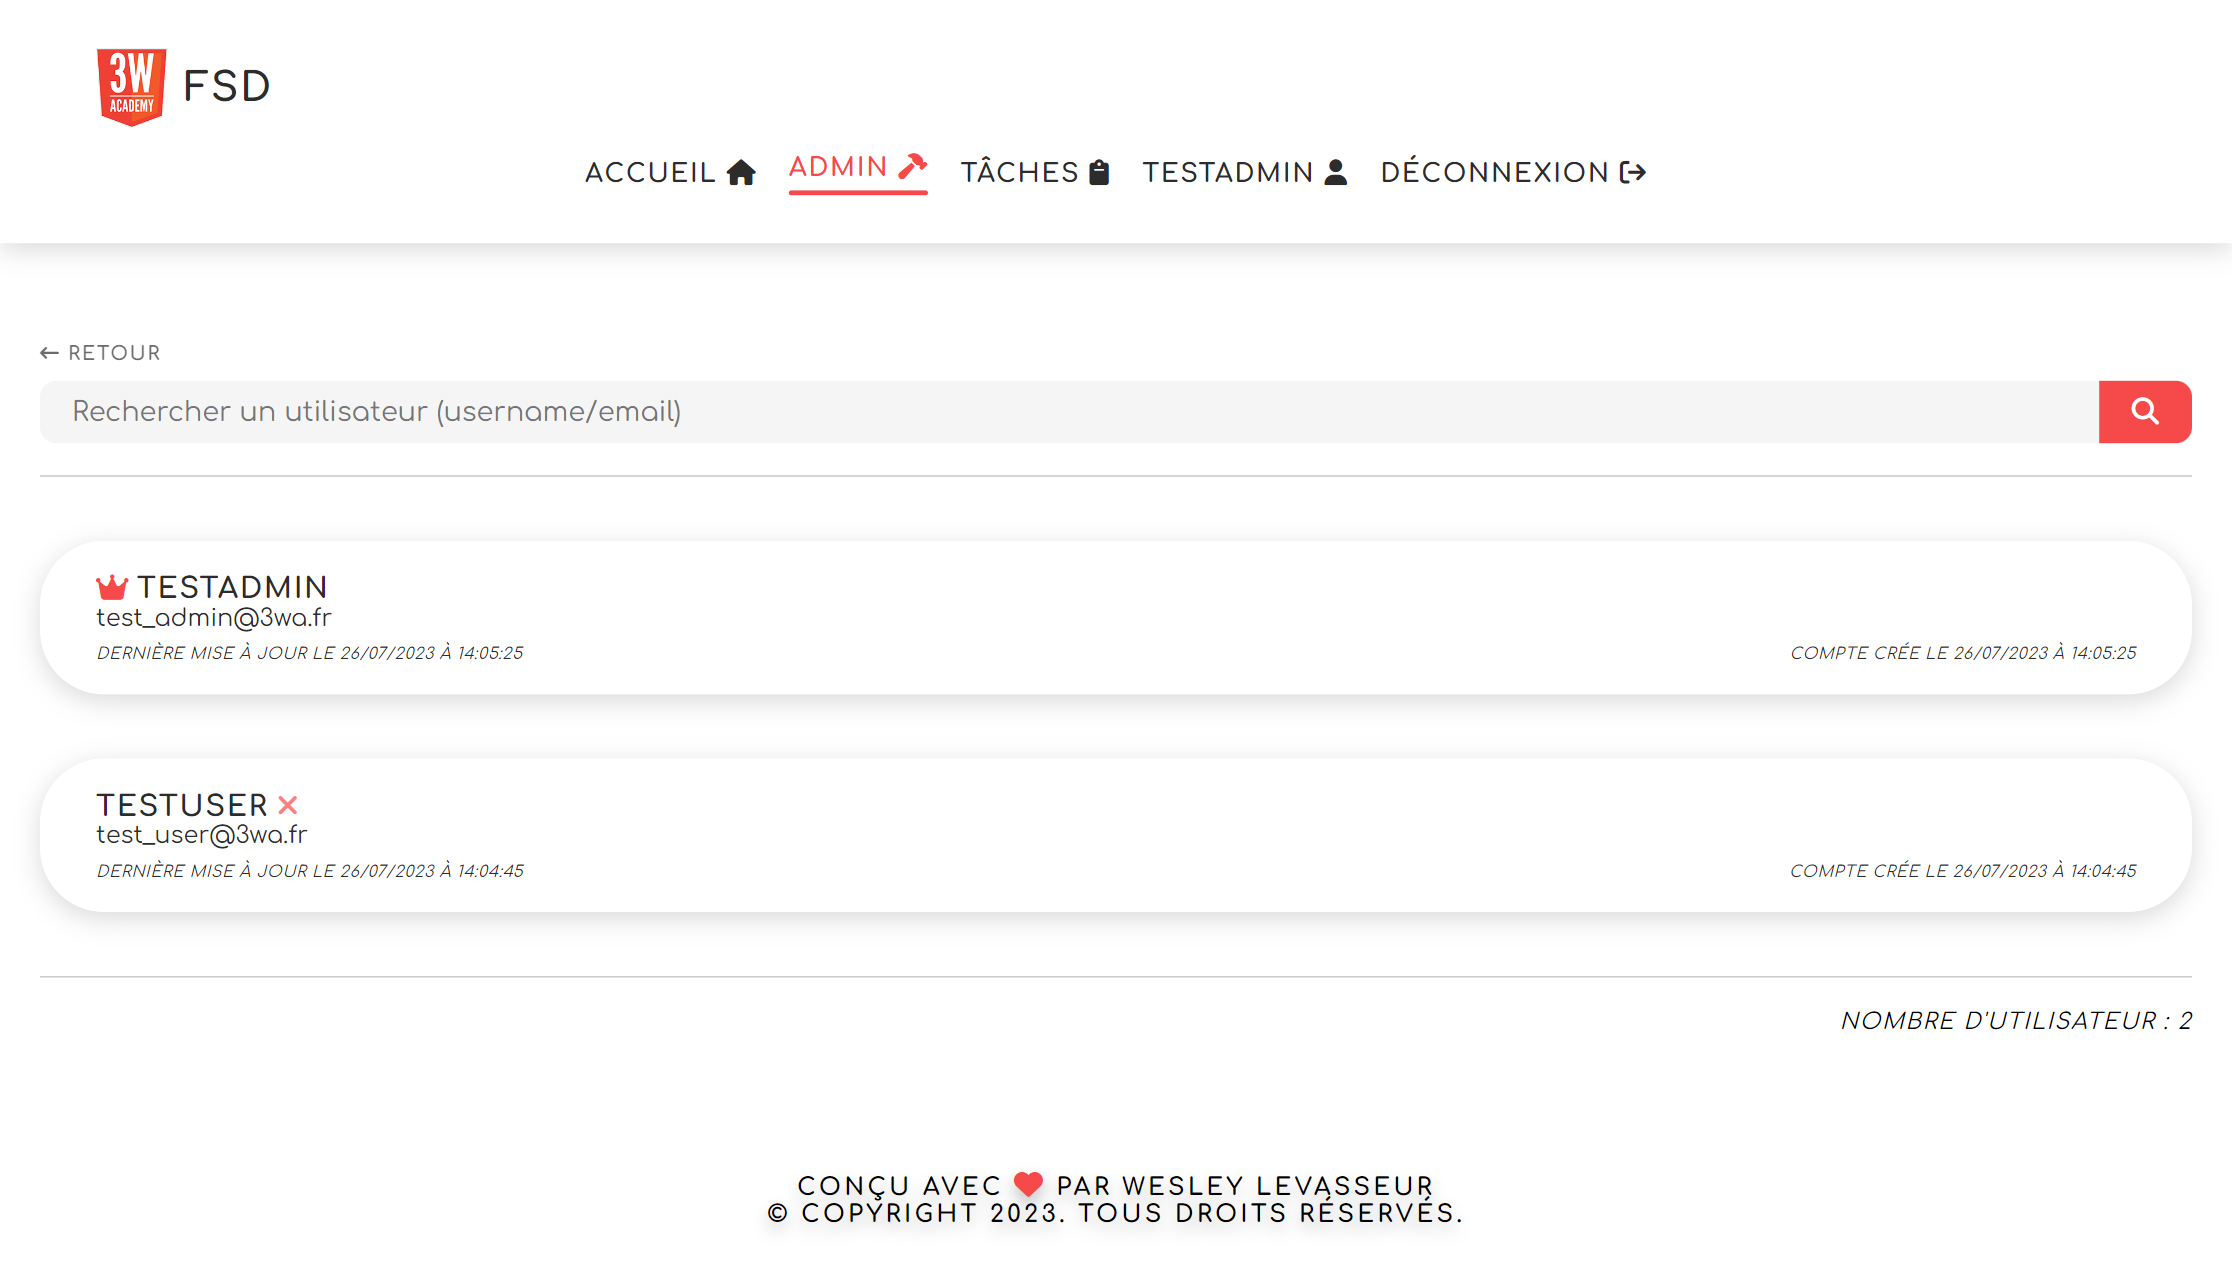 3W
ACADEMY
FSD
ACCUEIL
ADMIN
TÂCHES
TESTADMIN
DÉCONNEXION
← RETOUR
Rechercher un utilisateur (username/email)
TESTADMIN
test_admin@3wa.fr
DERNIÈRE MISE À JOUR LE 26/07/2023 À 14:05:25
COMPTE CRÉE LE 26/07/2023 À 14:05:25
TESTUSER
test_user@3wa.fr
DERNIÈRE MISE À JOUR LE 26/07/2023 À 14:04:45
COMPTE CRÉE LE 26/07/2023 À 14:04:45
NOMBRE D'UTILISATEUR : 2
CONÇU AVEC ❤ PAR WESLEY LEVASSEUR
© COPYRIGHT 2023. TOUS DROITS RÉSERVÉS.